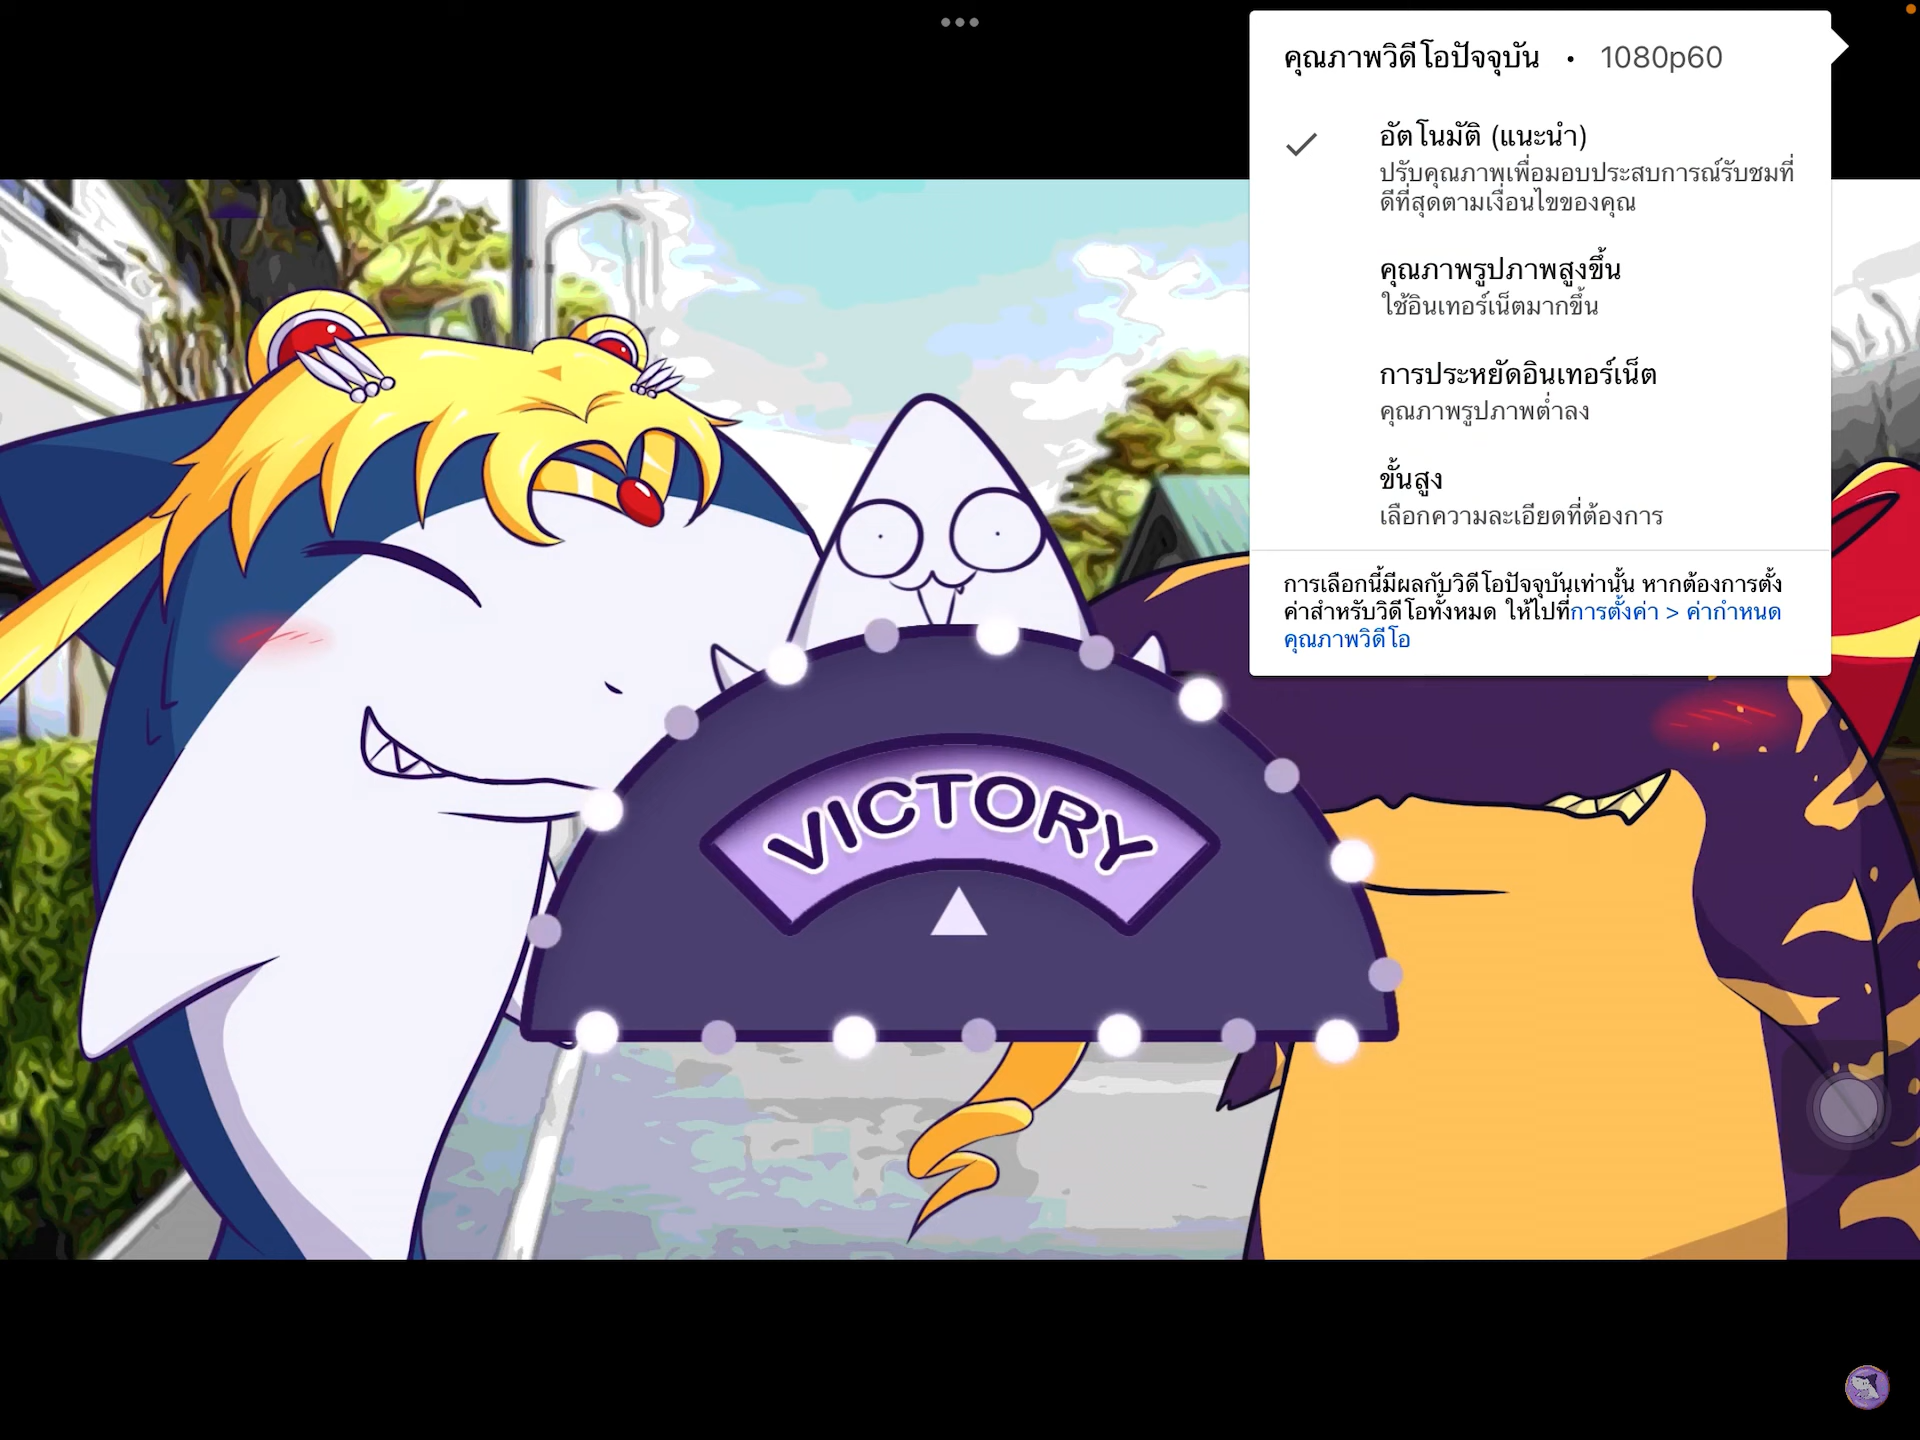 คุณภาพวิดีโอปัจจุบัน • 1080p60
อัตโนมัติ (แนะนำ)
ปรับคุณภาพเพื่อมอบประสบการณ์รับชมที่
ดีที่สุดตามเงื่อนไขของคุณ
คุณภาพรูปภาพสูงขึ้น
ใช้อินเทอร์เน็ตมากขึ้น
การประหยัดอินเทอร์เน็ต
คุณภาพรูปภาพต่ำลง
ขั้นสูง
เลือกความละเอียดที่ต้องการ
การเลือกนี้มีผลกับวิดีโอปัจจุบันเท่านั้น หากต้องการตั้ง
ค่าสำหรับวิดีโอทั้งหมด ให้ไปที่การตั้งค่า > ค่ากำหนด
คุณภาพวิดีโอ
VICTORY